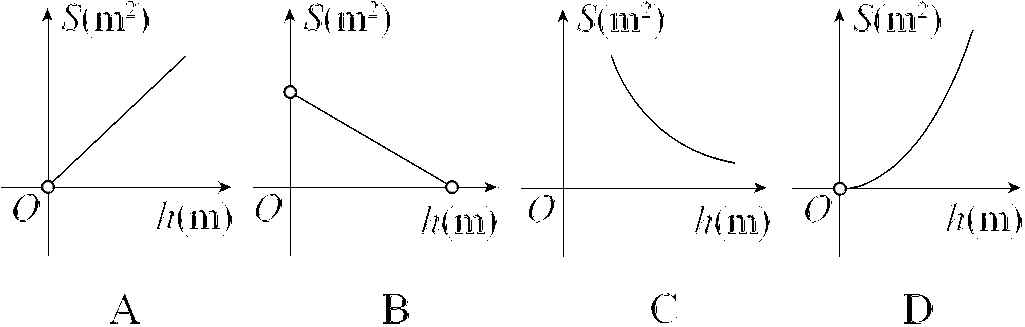 S(m²) S(m²) S(m²) S(m²)
O h(m) O h(m) O h(m) O h(m)
A B C D